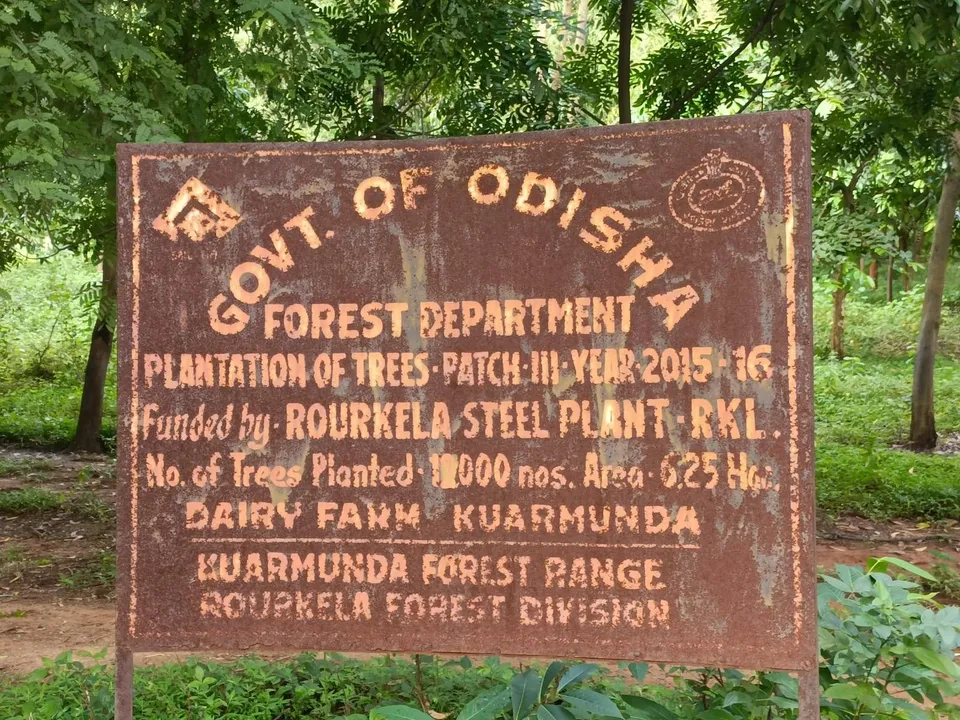 GOVT. OF ODISHA
FOREST DEPARTMENT
PLANTATION OF TREES·PATCH·III·YEAR·2015·16
Funded by·ROURKELA STEEL PLANT·RKL.
No. of Trees Planted· nos. Area· 6.25 Hac.
DAIRY FARM KUARMUNDA
KUARMUNDA FOREST RANGE
ROURKELA FOREST DIVISION